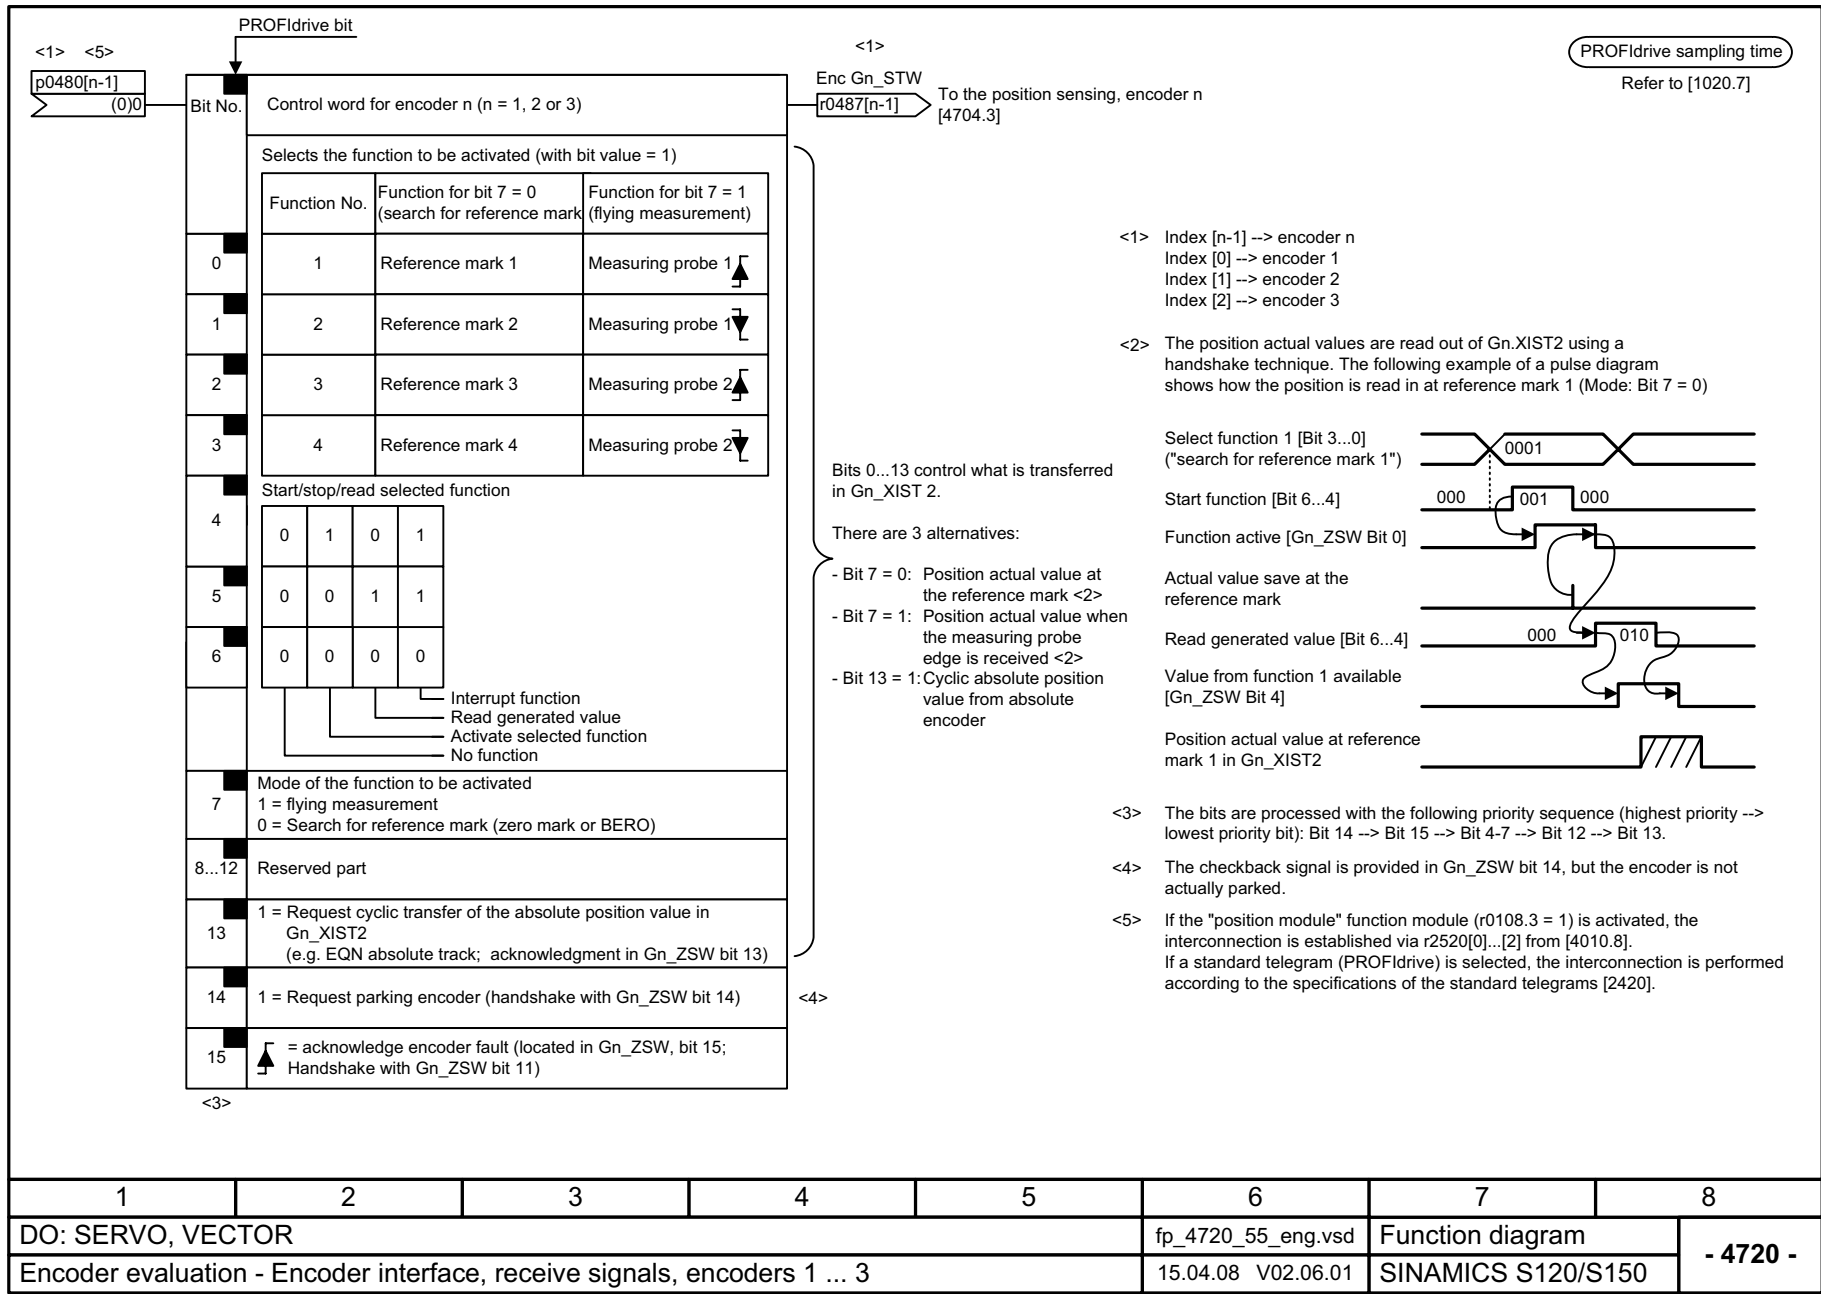 PROFIdrive bit
<1> <5>
p0480[n-1]
(0)0
Bit No.
Control word for encoder n (n = 1, 2 or 3)
<1>
Enc Gn_STW
r0487[n-1]
To the position sensing, encoder n
[4704.3]
PROFIdrive sampling time
Refer to [1020.7]
Selects the function to be activated (with bit value = 1)
Function No.
Function for bit 7 = 0
(search for reference mark
Function for bit 7 = 1
(flying measurement)
0
1
Reference mark 1
Measuring probe 1
1
2
Reference mark 2
Measuring probe 1
2
3
Reference mark 3
Measuring probe 2
3
4
Reference mark 4
Measuring probe 2
Start/stop/read selected function
4
0 1 0 1
5
0 0 1 1
6
0 0 0 0
Interrupt function
Read generated value
Activate selected function
No function
7
Mode of the function to be activated
1 = flying measurement
0 = Search for reference mark (zero mark or BERO)
8...12
Reserved part
13
1 = Request cyclic transfer of the absolute position value in
Gn_XIST2
(e.g. EQN absolute track; acknowledgment in Gn_ZSW bit 13)
14
1 = Request parking encoder (handshake with Gn_ZSW bit 14)
<4>
15
= acknowledge encoder fault (located in Gn_ZSW, bit 15;
Handshake with Gn_ZSW bit 11)
<3>
Bits 0...13 control what is transferred
in Gn_XIST 2.
There are 3 alternatives:
- Bit 7 = 0: Position actual value at
the reference mark <2>
- Bit 7 = 1: Position actual value when
the measuring probe
edge is received <2>
- Bit 13 = 1: Cyclic absolute position
value from absolute
encoder
<1> Index [n-1] --> encoder n
Index [0] --> encoder 1
Index [1] --> encoder 2
Index [2] --> encoder 3
<2> The position actual values are read out of Gn.XIST2 using a
handshake technique. The following example of a pulse diagram
shows how the position is read in at reference mark 1 (Mode: Bit 7 = 0)
Select function 1 [Bit 3...0]
("search for reference mark 1")
0001
Start function [Bit 6...4]
000 001 000
Function active [Gn_ZSW Bit 0]
Actual value save at the
reference mark
Read generated value [Bit 6...4]
000 010
Value from function 1 available
[Gn_ZSW Bit 4]
Position actual value at reference
mark 1 in Gn_XIST2
<3> The bits are processed with the following priority sequence (highest priority -->
lowest priority bit): Bit 14 --> Bit 15 --> Bit 4-7 --> Bit 12 --> Bit 13.
<4> The checkback signal is provided in Gn_ZSW bit 14, but the encoder is not
actually parked.
<5> If the "position module" function module (r0108.3 = 1) is activated, the
interconnection is established via r2520[0]...[2] from [4010.8].
If a standard telegram (PROFIdrive) is selected, the interconnection is performed
according to the specifications of the standard telegrams [2420].
1 2 3 4 5 6 7 8
DO: SERVO, VECTOR
fp_4720_55_eng.vsd
Function diagram
- 4720 -
Encoder evaluation - Encoder interface, receive signals, encoders 1 ... 3
15.04.08 V02.06.01
SINAMICS S120/S150